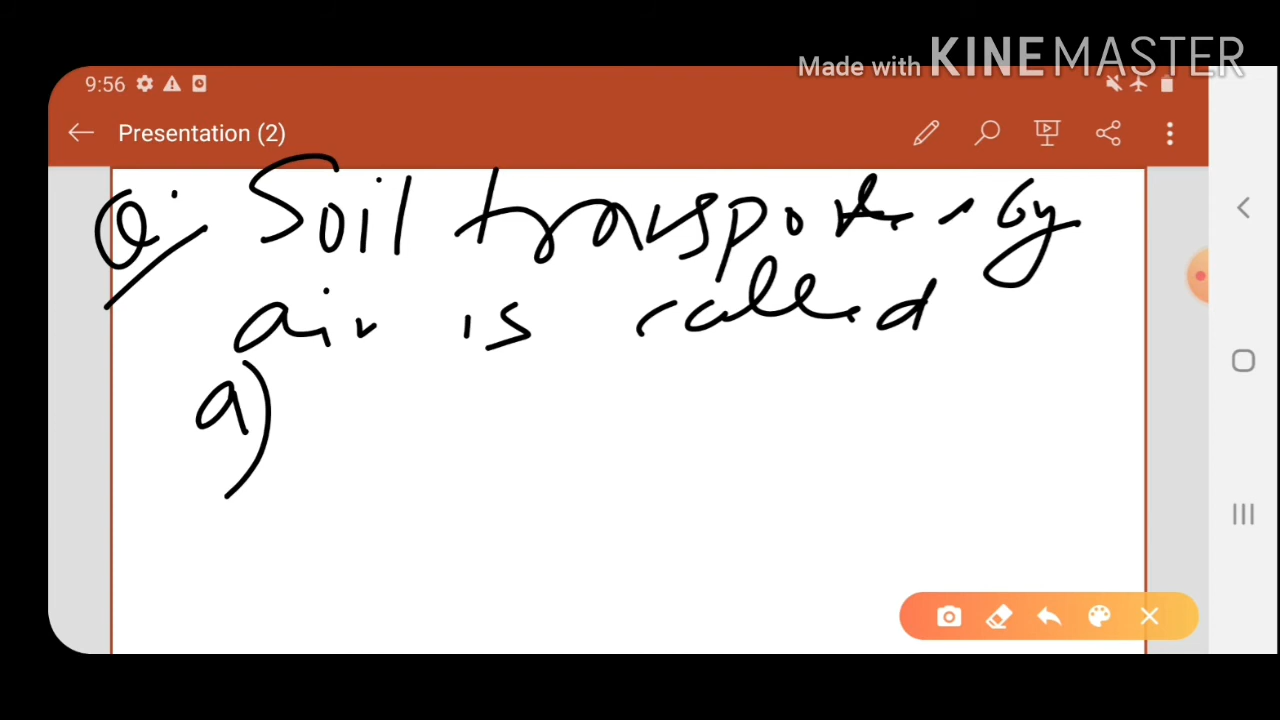 Made with KINEMASTER
9:56
Presentation (2)
Q. Soil transported by
air is called
a)